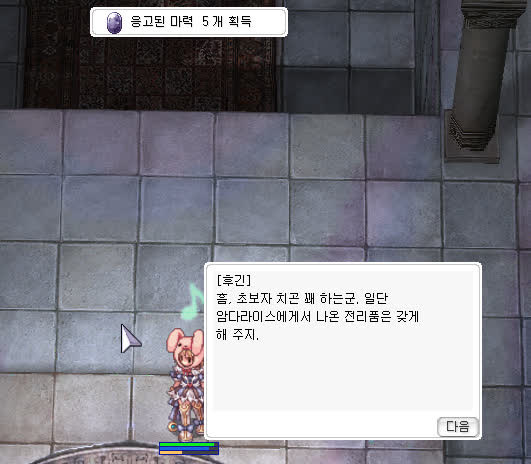 응고된 마력 5개 획득
[후긴]
흠, 초보자 치곤 꽤 하는군. 일단
암다라이스에게서 나온 전리품은 갖게
해 주지.
다음